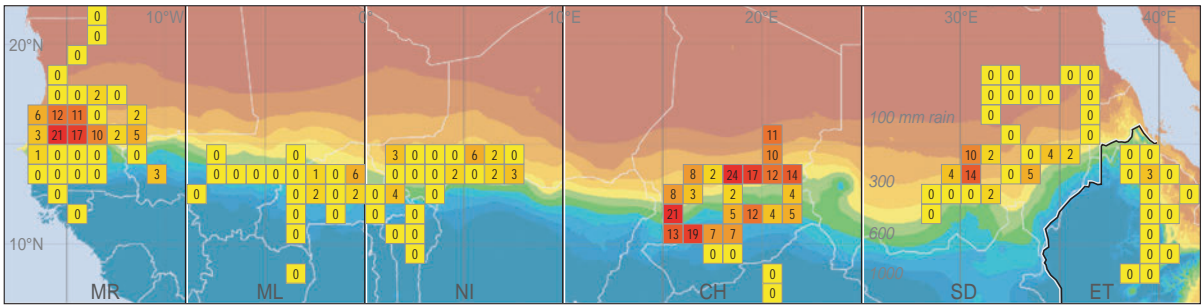 10°W 0° 10°E 20°E 30°E 40°E
0
0
20°N
0
0 0 0 0 0
0 0 2 0 0 0 0 0 0
6 12 11 0 2 100 mm rain 0 0
3 21 17 10 2 5 11 0 0
1 0 0 0 0 0 0 3 0 0 0 6 2 0 10 10 2 0 4 2 0 0
0 0 0 0 3 0 0 0 0 0 1 0 6 0 0 0 2 0 2 3 8 2 24 17 12 14 4 14 0 5 0 3 0
300
0 0 0 2 0 2 0 4 0 8 3 2 4 0 0 0 2 0 0 0 0
0 0 0 0 0 21 5 12 4 5 0 0 0
10°N 0 0 0 13 19 7 7 600 0 0
0 0 0 0 0
0 0 1000 0 0
0
MR ML NI CH SD ET